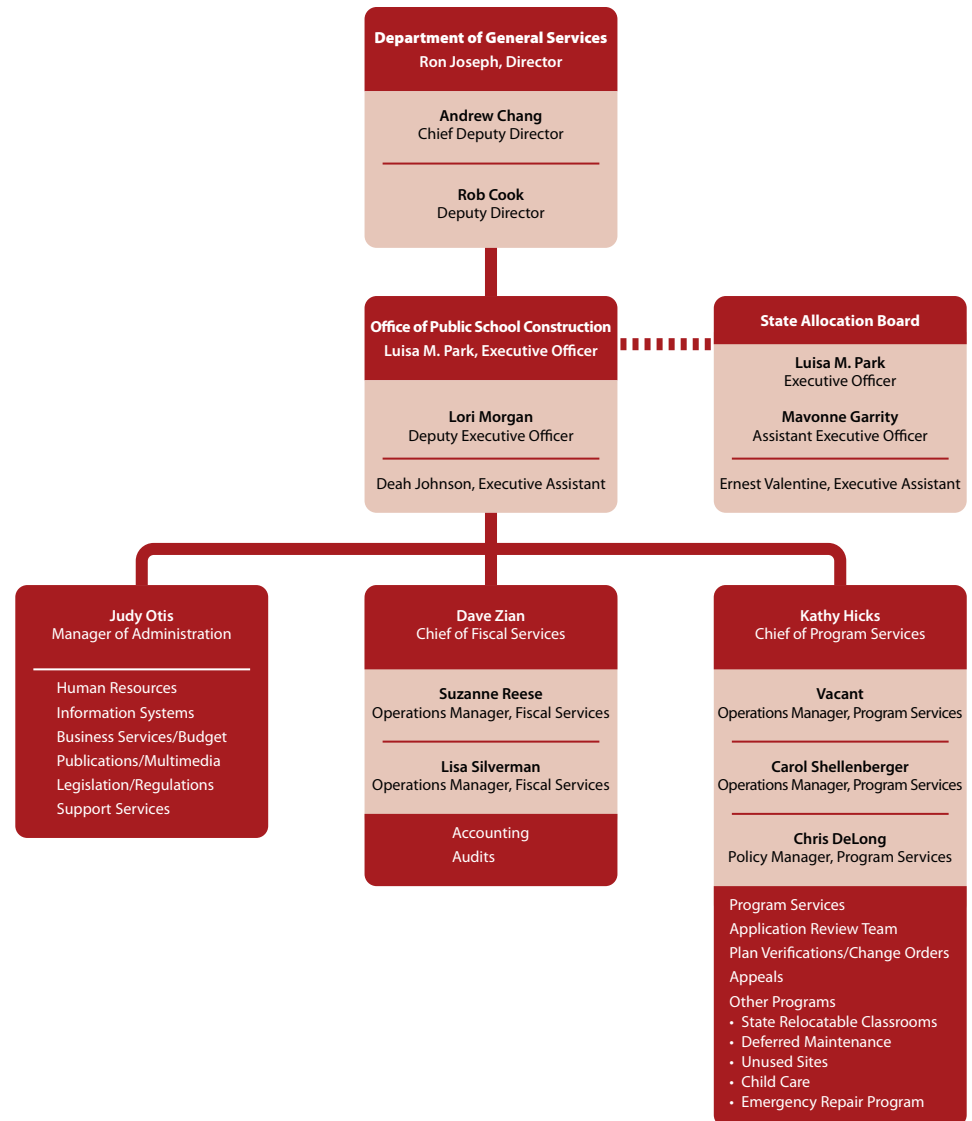 Department of General Services
Ron Joseph, Director
Andrew Chang
Chief Deputy Director
Rob Cook
Deputy Director
Office of Public School Construction
Luisa M. Park, Executive Officer
Lori Morgan
Deputy Executive Officer
Deah Johnson, Executive Assistant
State Allocation Board
Luisa M. Park
Executive Officer
Mavonne Garrity
Assistant Executive Officer
Ernest Valentine, Executive Assistant
Judy Otis
Manager of Administration
Human Resources
Information Systems
Business Services/Budget
Publications/Multimedia
Legislation/Regulations
Support Services
Dave Zian
Chief of Fiscal Services
Suzanne Reese
Operations Manager, Fiscal Services
Lisa Silverman
Operations Manager, Fiscal Services
Accounting
Audits
Kathy Hicks
Chief of Program Services
Vacant
Operations Manager, Program Services
Carol Shellenberger
Operations Manager, Program Services
Chris DeLong
Policy Manager, Program Services
Program Services
Application Review Team
Plan Verifications/Change Orders
Appeals
Other Programs
• State Relocatable Classrooms
• Deferred Maintenance
• Unused Sites
• Child Care
• Emergency Repair Program